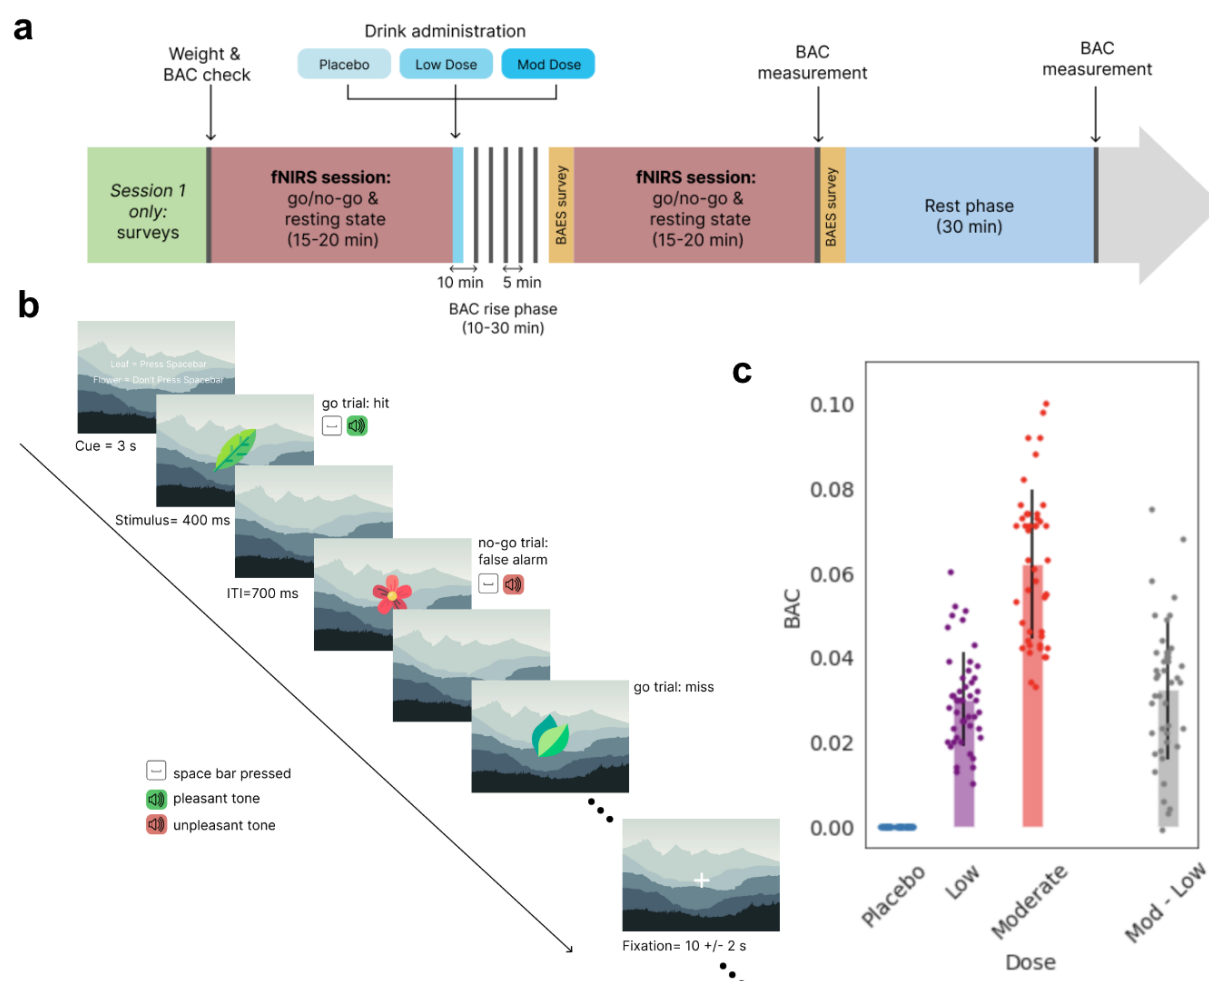 a
Weight &
BAC check
Drink administration
Placebo
Low Dose
Mod Dose
BAC
measurement
BAC
measurement
Session 1
only:
surveys
fNIRS session:
go/no-go &
resting state
(15-20 min)
BAES survey
fNIRS session:
go/no-go &
resting state
(15-20 min)
BAES survey
Rest phase
(30 min)
10 min
5 min
BAC rise phase
(10-30 min)
b
Leaf = Press Spacebar
Flower = Don't Press Spacebar
Cue = 3 s
go trial: hit
Stimulus= 400 ms
ITI=700 ms
no-go trial:
false alarm
go trial: miss
space bar pressed
pleasant tone
unpleasant tone
Fixation= 10 +/- 2 s
c
BAC
0.10
0.08
0.06
0.04
0.02
0.00
Placebo
Low
Moderate
Mod - Low
Dose